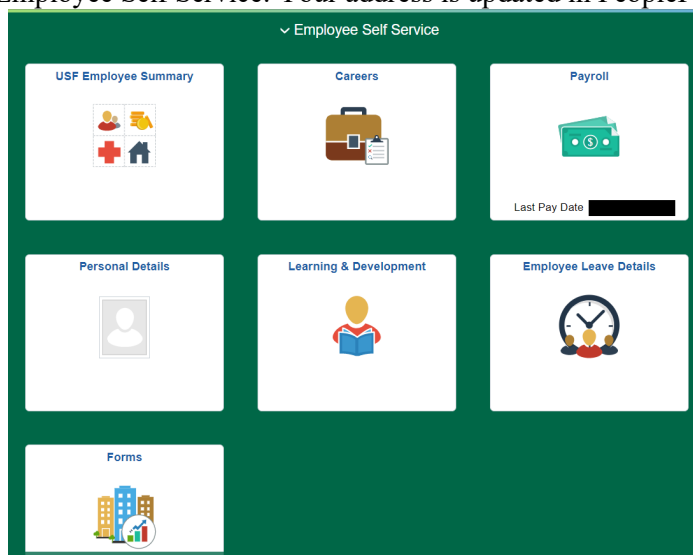 Employee Self Service. Your address is updated in
Employee Self Service
USF Employee Summary
Careers
Payroll
Last Pay Date
Personal Details
Learning & Development
Employee Leave Details
Forms